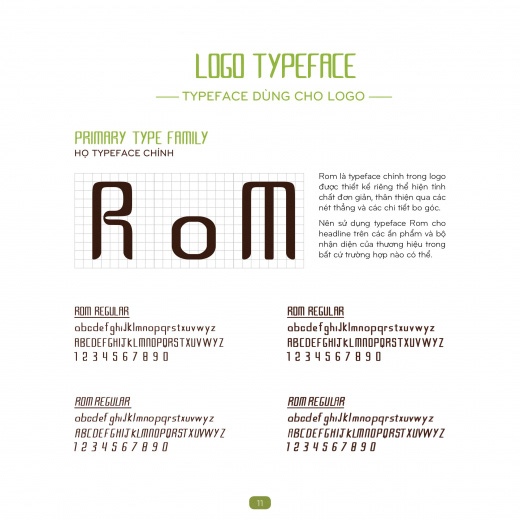 LOGO TYPEFACE
TYPEFACE DÙNG CHO LOGO
PRIMARY TYPE FAMILY
HỌ TYPEFACE CHÍNH
RoM
Rom là typeface chính trong logo
được thiết kế riêng thể hiện tính
chất đơn giản, thân thiện qua các
nét thẳng và các chi tiết bo góc.
Nên sử dụng typeface Rom cho
headline trên các ấn phẩm và bộ
nhận diện của thương hiệu trong
bất cứ trường hợp nào có thể.
ROM REGULAR
abcdefghiJklmnopqrstxuvwyz
ABCDEFGHIJKLMNOPQRSTXUVWYZ
1 2 3 4 5 6 7 8 9 0
ROM REGULAR
abcdefghiJklmnopqrstxuvwyz
ABCDEFGHIJKLMNOPQRSTXUVWYZ
1 2 3 4 5 6 7 8 9 0
ROM REGULAR
abcdefghiJklmnopqrstxuvwyz
ABCDEFGHIJKLMNOPQRSTXUVWYZ
1 2 3 4 5 6 7 8 9 0
ROM REGULAR
abcdefghiJklmnopqrstxuvwyz
ABCDEFGHIJKLMNOPQRSTXUVWYZ
1 2 3 4 5 6 7 8 9 0
11